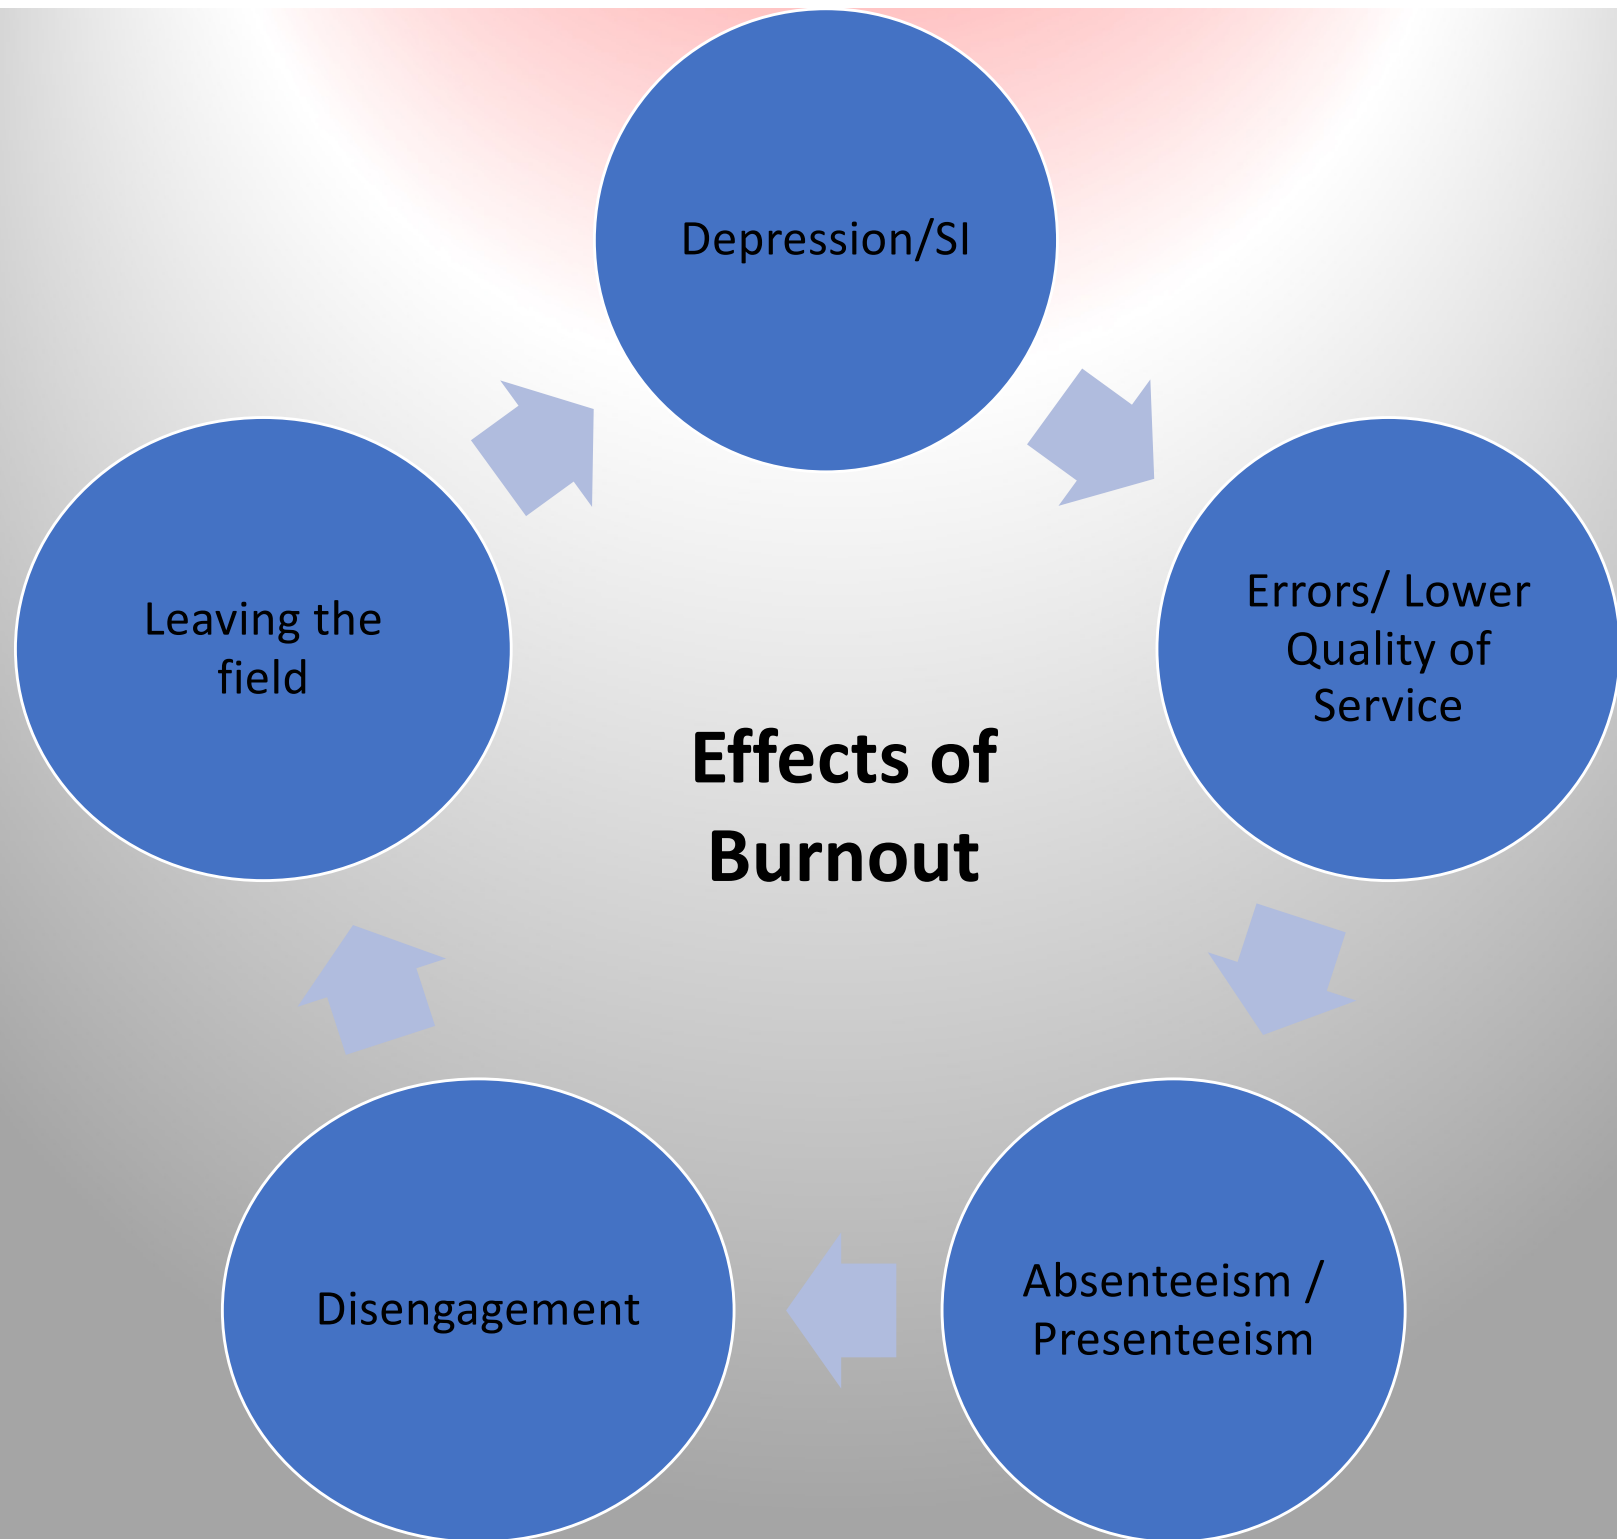 Depression/SI
Errors/ Lower
Quality of
Service
Absenteeism /
Presenteeism
Disengagement
Leaving the
field
Effects of
Burnout